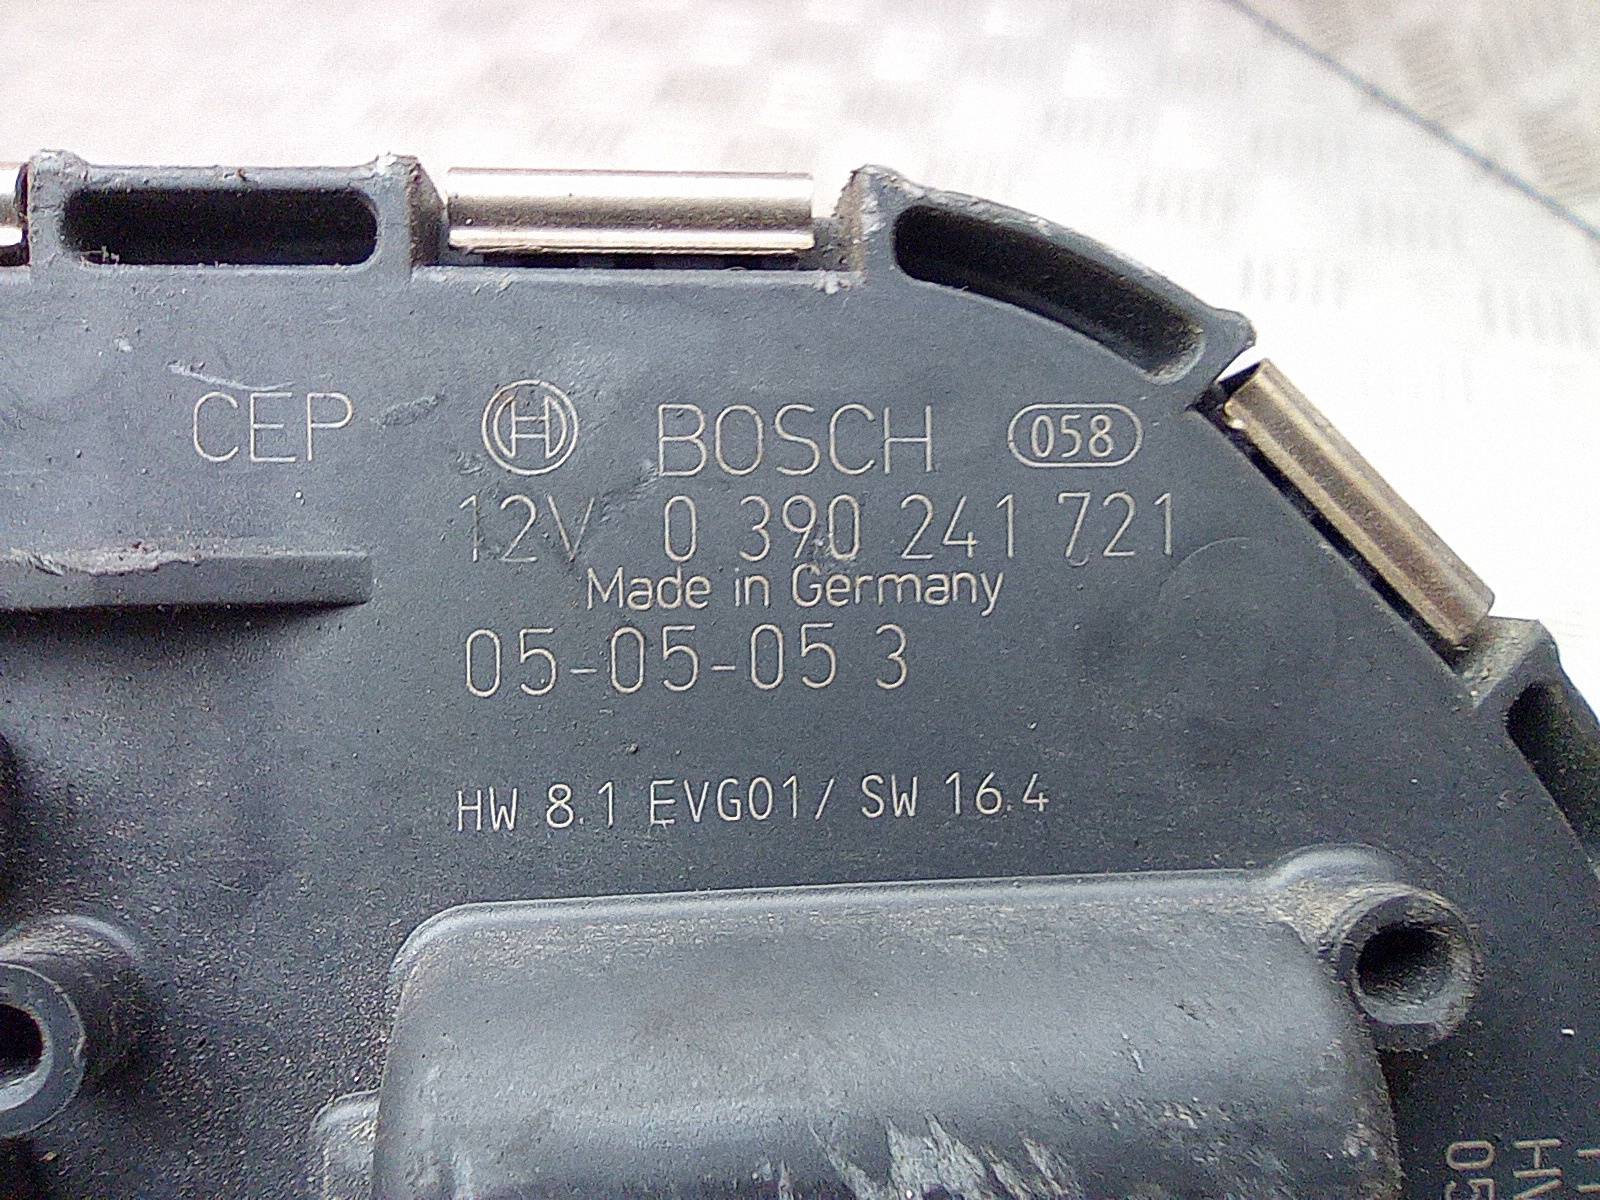 CEP BOSCH 058
12V 0 390 241 721
Made in Germany
05-05-05 3
HW 8.1 EVG01/ SW 16.4
05